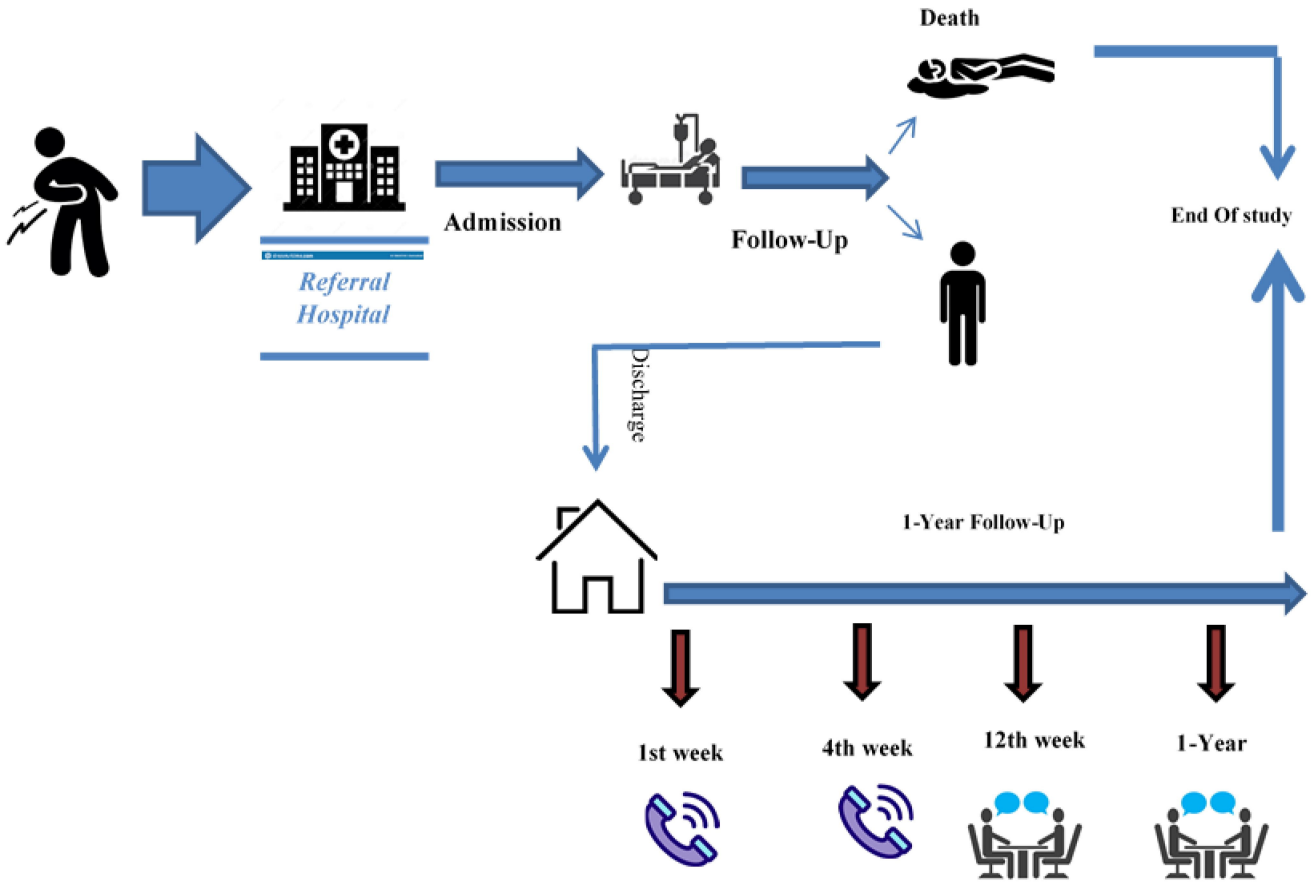 Death
End Of study
Admission
Follow-Up
Referral
Hospital
Discharge
1-Year Follow-Up
1st week
4th week
12th week
1-Year